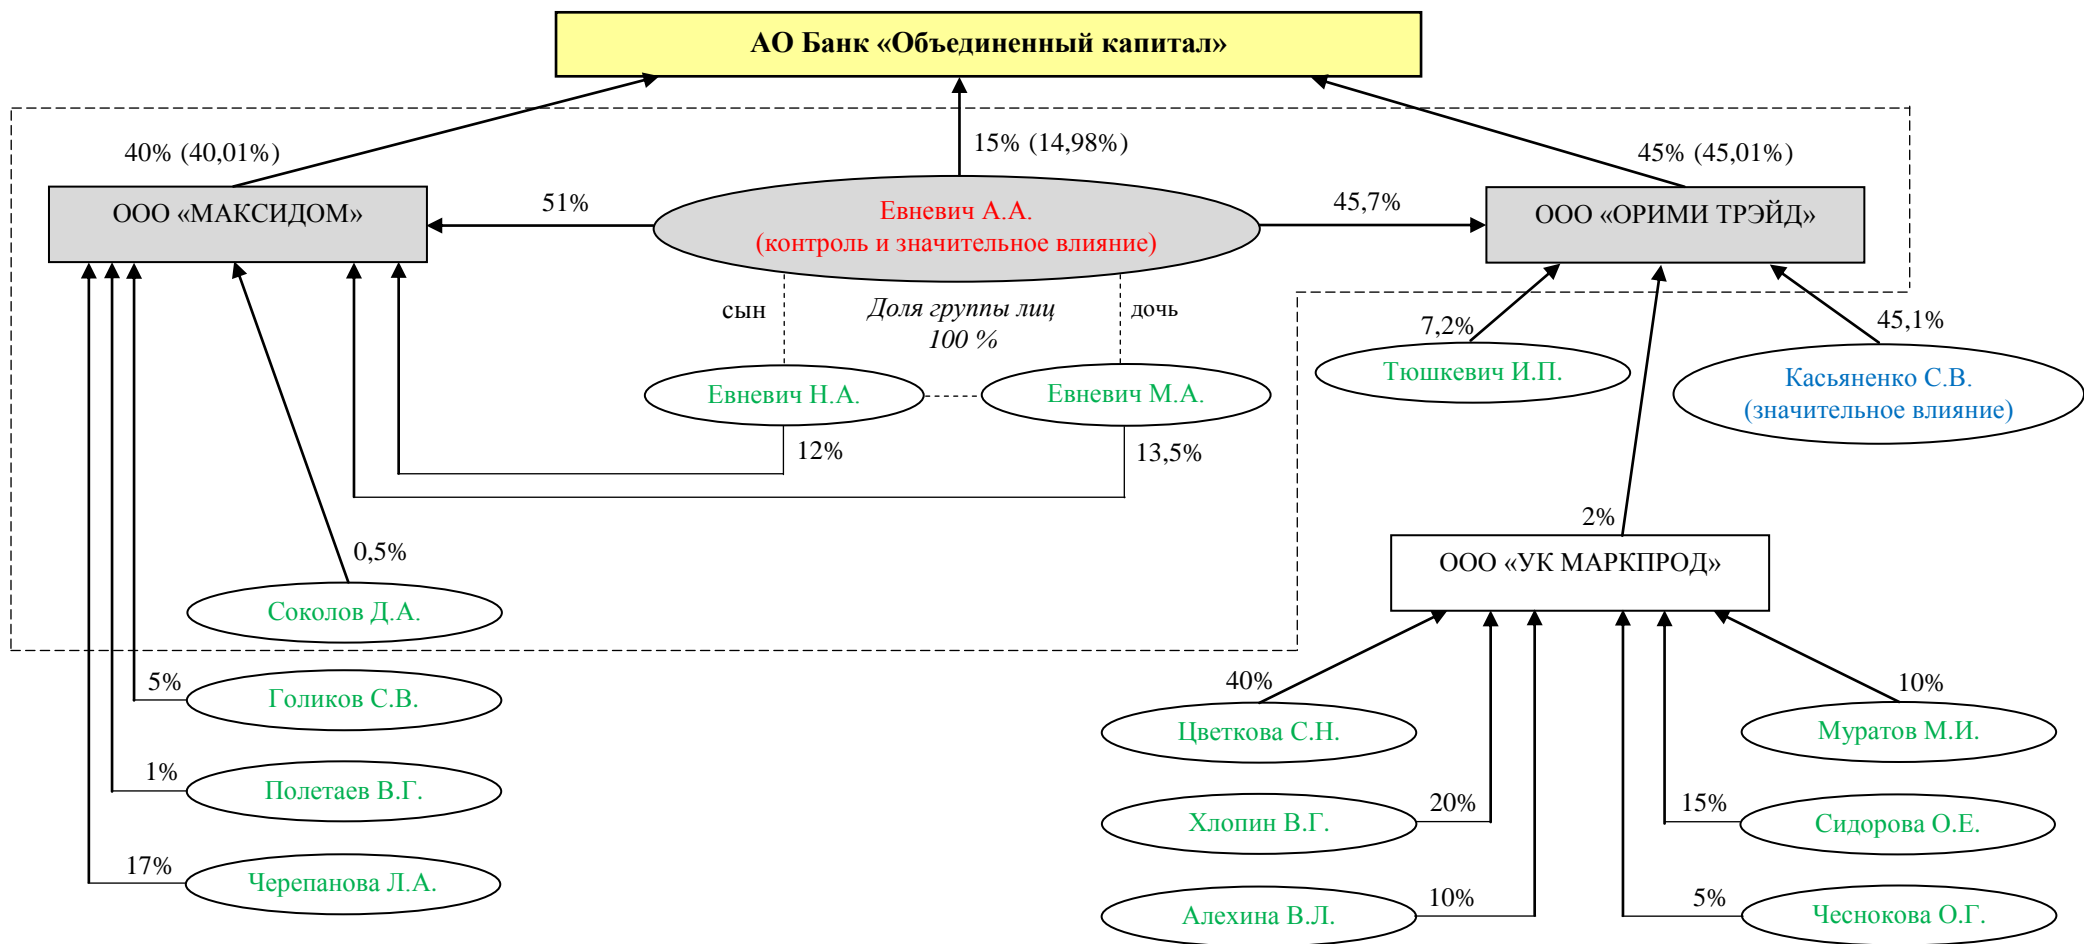 АО Банк «Объединенный капитал»
40% (40,01%)
15% (14,98%)
45% (45,01%)
ООО «МАКСИДОМ»
51%
Евневич А.А.
(контроль и значительное влияние)
45,7%
ООО «ОРИМИ ТРЭЙД»
сын
Доля группы лиц
100 %
дочь
7,2%
45,1%
Евневич Н.А.
Евневич М.А.
Тюшкевич И.П.
Касьяненко С.В.
(значительное влияние)
12%
13,5%
2%
0,5%
ООО «УК МАРКПРОД»
Соколов Д.А.
5%
Голиков С.В.
40%
10%
Цветкова С.Н.
Муратов М.И.
1%
Полетаев В.Г.
Хлопин В.Г.
20%
15%
Сидорова О.Е.
17%
Черепанова Л.А.
Алехина В.Л.
10%
5%
Чеснокова О.Г.